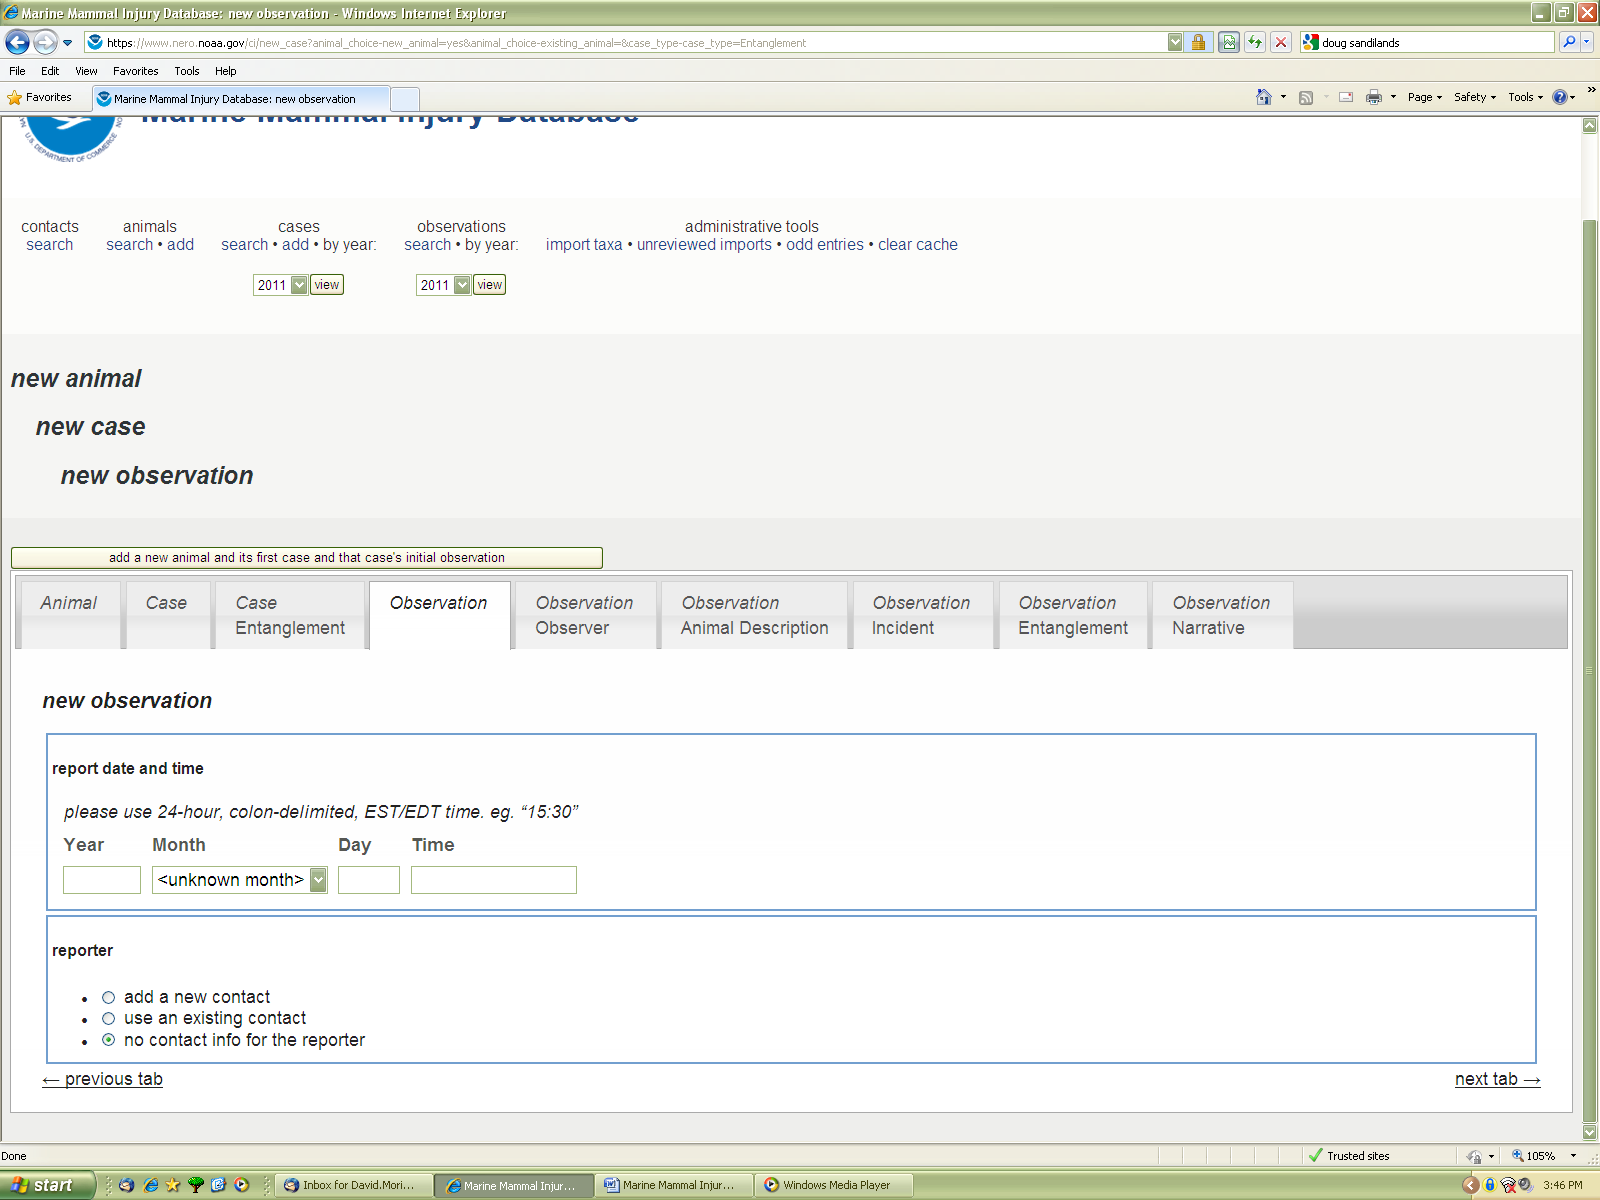 Marine Mammal Injury Database: new observation - Windows Internet Explorer
https://www.nero.noaa.gov/ci/new_case?animal_choice-new_animal=yes&animal_choice-existing_animal=&case_type-case_type=Entanglement
doug sandilands
File Edit View Favorites Tools Help
Favorites Marine Mammal Injury Database: new observation Page Safety Tools
Marine Mammal Injury Database
U.S. DEPARTMENT OF COMMERCE
contacts animals cases observations administrative tools
search search • add search • add • by year: search • by year: import taxa • unreviewed imports • odd entries • clear cache
2011 view 2011 view
new animal
new case
new observation
add a new animal and its first case and that case's initial observation
Animal Case Case Observation Observation Observation Observation Observation Observation
Entanglement Observer Animal Description Incident Entanglement Narrative
new observation
report date and time
please use 24-hour, colon-delimited, EST/EDT time. eg. “15:30”
Year Month Day Time
<unknown month>
reporter
• add a new contact
• use an existing contact
• no contact info for the reporter
← previous tab next tab →
Done Trusted sites 105%
start Inbox for David.Mori... Marine Mammal Injur... Marine Mammal Injur... Windows Media Player 3:46 PM